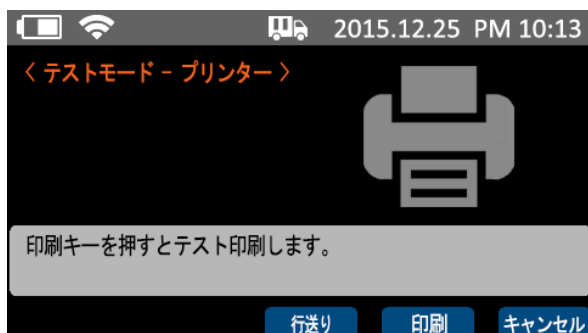 2015.12.25 PM 10:13
〈 テストモード - プリンター 〉
印刷キーを押すとテスト印刷します。
行送り 印刷 キャンセル